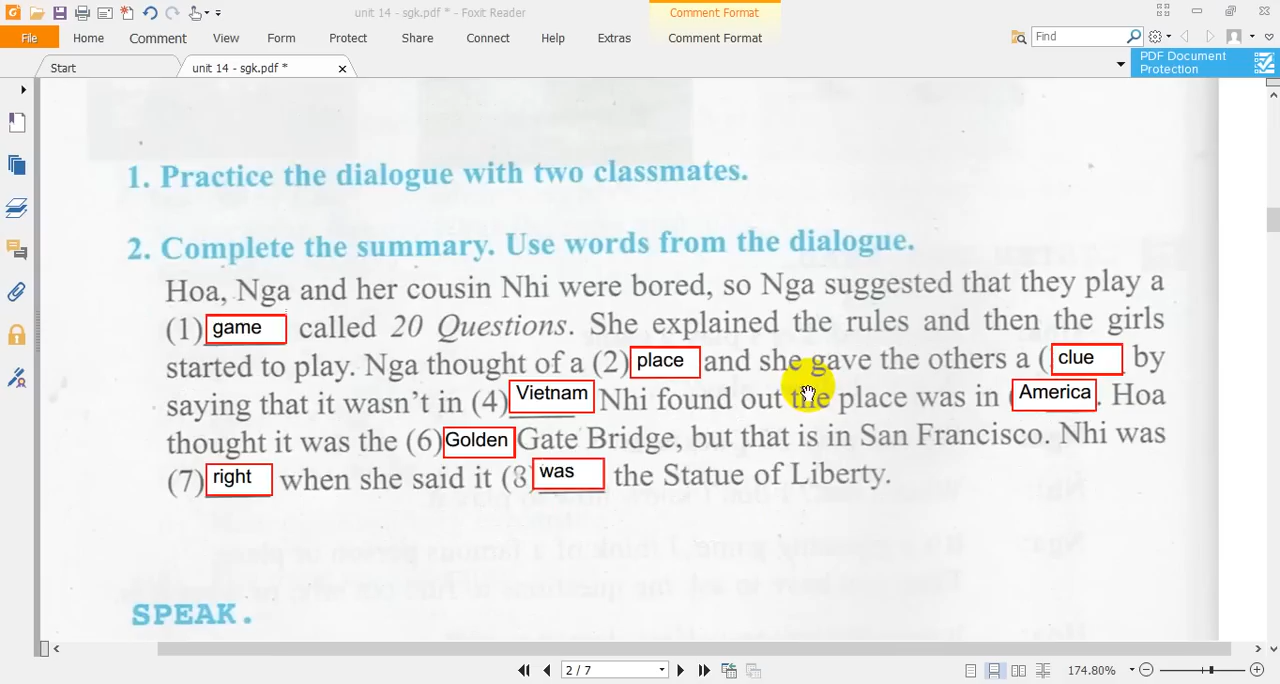 unit 14 - sgk.pdf * - Foxit Reader
Comment Format
File
Home
Comment
View
Form
Protect
Share
Connect
Help
Extras
Comment Format
Find
Start
unit 14 - sgk.pdf *
PDF Document
Protection
1. Practice the dialogue with two classmates.
2. Complete the summary. Use words from the dialogue.
Hoa, Nga and her cousin Nhi were bored, so Nga suggested that they play a
(1) game called 20 Questions. She explained the rules and then the girls
started to play. Nga thought of a (2) place and she gave the others a ( clue by
saying that it wasn't in (4) Vietnam Nhi found out the place was in ( America . Hoa
thought it was the (6) Golden Gate Bridge, but that is in San Francisco. Nhi was
(7) right when she said it (8) was the Statue of Liberty.
SPEAK.
2 / 7
174.80%